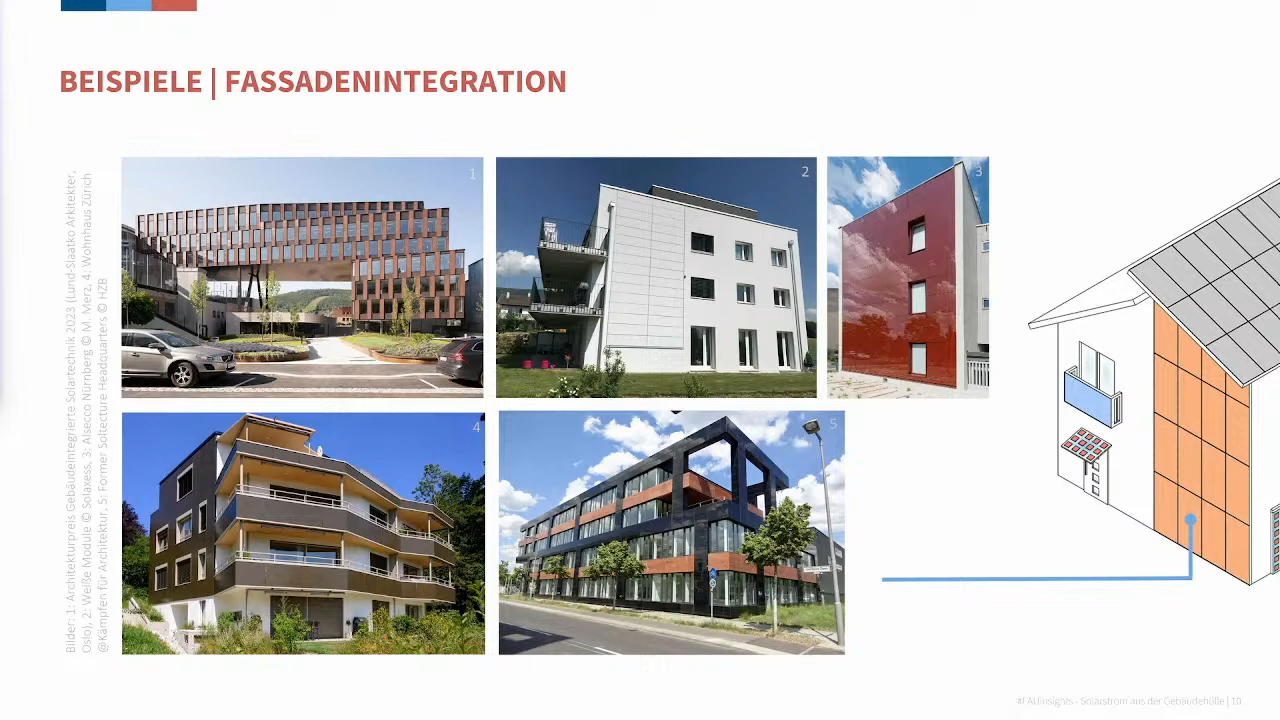 BEISPIELE | FASSADENINTEGRATION
Bilder: 1: Architekturpreis Gebäudeintegrierte Solartechnik 2023 (Lund-Slaatko Arkitekter,
Oslo), 2: Weiße Module © Solaxess, 3: Alsecco Nürnberg © M. Merz, 4: Wohnhaus Zürich
@Kämpfen für Architektur, 5: Former Soltecture Headquarters © HZB
1
2
3
4
5
#FAUinsights - Solarstrom aus der Gebäudehülle | 10